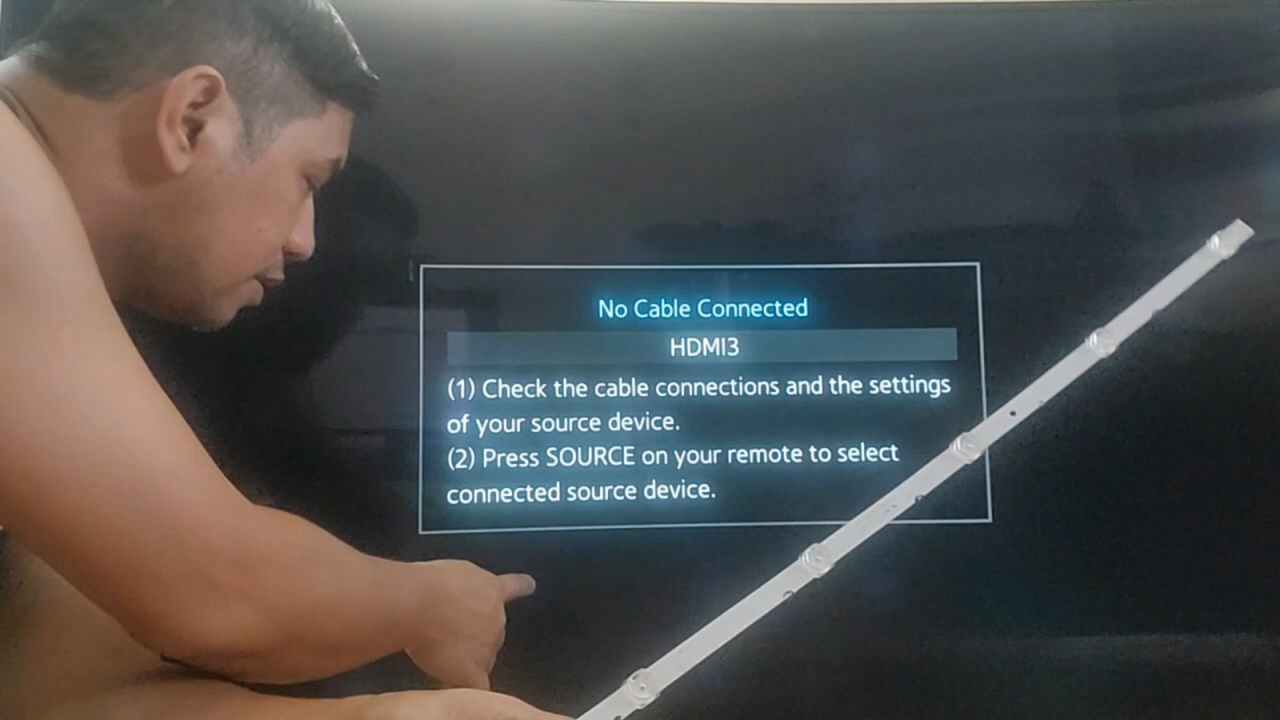 No Cable Connected
HDMI3
(1) Check the cable connections and the settings
of your source device.
(2) Press SOURCE on your remote to select
connected source device.